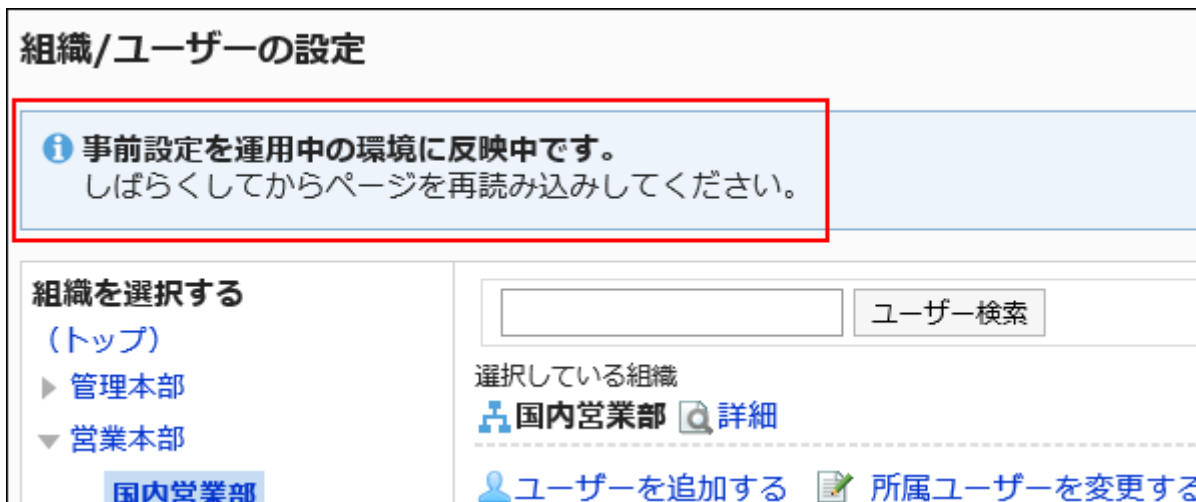 組織/ユーザーの設定
事前設定を運用中の環境に反映中です。
しばらくしてからページを再読み込みしてください。
組織を選択する
(トップ)
管理本部
営業本部
国内営業部
ユーザー検索
選択している組織
国内営業部 詳細
ユーザーを追加する 所属ユーザーを変更する